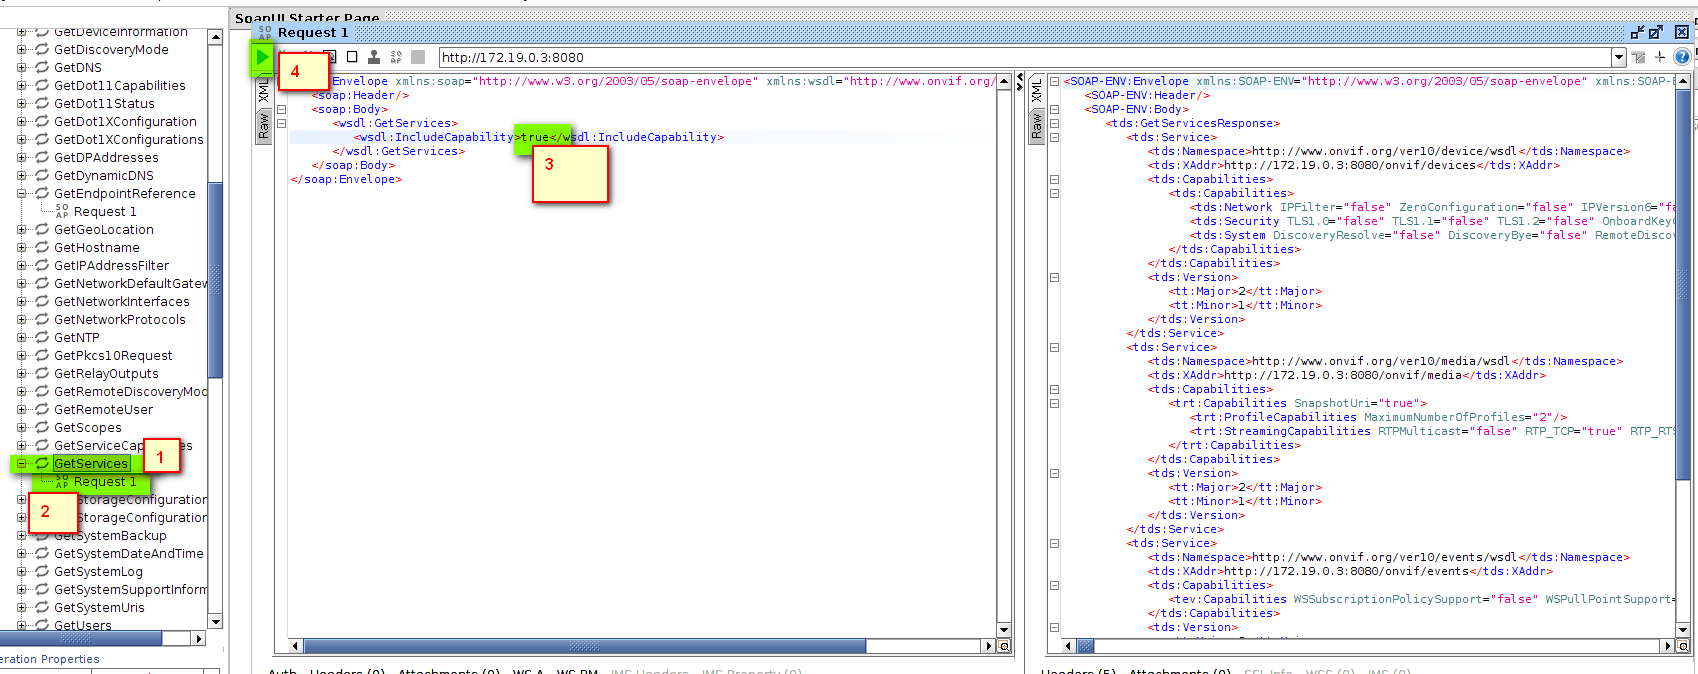 SoapUI Starter Page
Request 1
http://172.19.0.3:8080
GetDeviceInformation
GetDiscoveryMode
GetDNS
GetDot11Capabilities
GetDot11Status
GetDot1XConfiguration
GetDot1XConfigurations
GetDPAddresses
GetDynamicDNS
GetEndpointReference
Request 1
GetGeoLocation
GetHostname
GetIPAddressFilter
GetNetworkDefaultGatew
GetNetworkInterfaces
GetNetworkProtocols
GetNTP
GetPkcs10Request
GetRelayOutputs
GetRemoteDiscoveryMod
GetRemoteUser
GetScopes
GetServiceCap es
GetServices
Request 1
StorageConfiguration
StorageConfiguration
GetSystemBackup
GetSystemDateAndTime
GetSystemLog
GetSystemSupportInform
GetSystemUris
GetUsers
eration Properties
1
2
3
4
XML
Raw
Envelope xmlns:soap="http://www.w3.org/2003/05/soap-envelope" xmlns:wsdl="http://www.onvif.org/
<soap:Header/>
<soap:Body>
<wsdl:GetServices>
<wsdl:IncludeCapability>true</wsdl:IncludeCapability>
</wsdl:GetServices>
</soap:Body>
</soap:Envelope>
Auth Headers (0) Attachments (0) WS-A WS-RM JMS Headers JMS Property (0)
XML
Raw
<SOAP-ENV:Envelope xmlns:SOAP-ENV="http://www.w3.org/2003/05/soap-envelope" xmlns:SOAP-E
<SOAP-ENV:Header/>
<SOAP-ENV:Body>
<tds:GetServicesResponse>
<tds:Service>
<tds:Namespace>http://www.onvif.org/ver10/device/wsdl</tds:Namespace>
<tds:XAddr>http://172.19.0.3:8080/onvif/devices</tds:XAddr>
<tds:Capabilities>
<tds:Capabilities>
<tds:Network IPFilter="false" ZeroConfiguration="false" IPVersion6="fa
<tds:Security TLS1.0="false" TLS1.1="false" TLS1.2="false" OnboardKeyG
<tds:System DiscoveryResolve="false" DiscoveryBye="false" RemoteDiscov
</tds:Capabilities>
</tds:Capabilities>
<tds:Version>
<tt:Major>2</tt:Major>
<tt:Minor>1</tt:Minor>
</tds:Version>
</tds:Service>
<tds:Service>
<tds:Namespace>http://www.onvif.org/ver10/media/wsdl</tds:Namespace>
<tds:XAddr>http://172.19.0.3:8080/onvif/media</tds:XAddr>
<tds:Capabilities>
<trt:Capabilities SnapshotUri="true">
<trt:ProfileCapabilities MaximumNumberOfProfiles="2"/>
<trt:StreamingCapabilities RTPMulticast="false" RTP_TCP="true" RTP_RTS
</trt:Capabilities>
</tds:Capabilities>
<tds:Version>
<tt:Major>2</tt:Major>
<tt:Minor>1</tt:Minor>
</tds:Version>
</tds:Service>
<tds:Service>
<tds:Namespace>http://www.onvif.org/ver10/events/wsdl</tds:Namespace>
<tds:XAddr>http://172.19.0.3:8080/onvif/events</tds:XAddr>
<tds:Capabilities>
<tev:Capabilities WSSubscriptionPolicySupport="false" WSPullPointSupport=
</tds:Capabilities>
<tds:Version>
Headers (5) Attachments (0) SSL Info WSS (0) JMS (0)